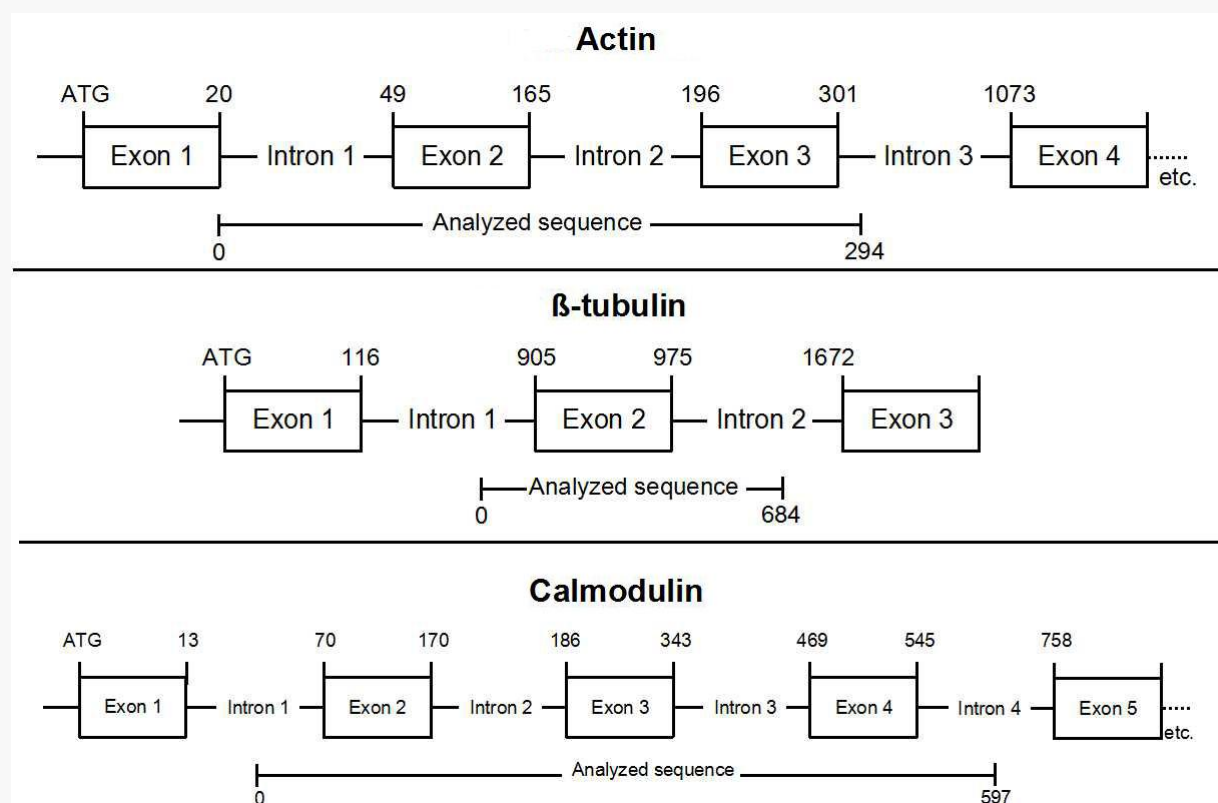 Actin
ATG 20 49 165 196 301 1073
Exon 1 Intron 1 Exon 2 Intron 2 Exon 3 Intron 3 Exon 4
etc.
Analyzed sequence
0 294
ß-tubulin
ATG 116 905 975 1672
Exon 1 Intron 1 Exon 2 Intron 2 Exon 3
Analyzed sequence
0 684
Calmodulin
ATG 13 70 170 186 343 469 545 758
Exon 1 Intron 1 Exon 2 Intron 2 Exon 3 Intron 3 Exon 4 Intron 4 Exon 5
etc.
Analyzed sequence
0 597